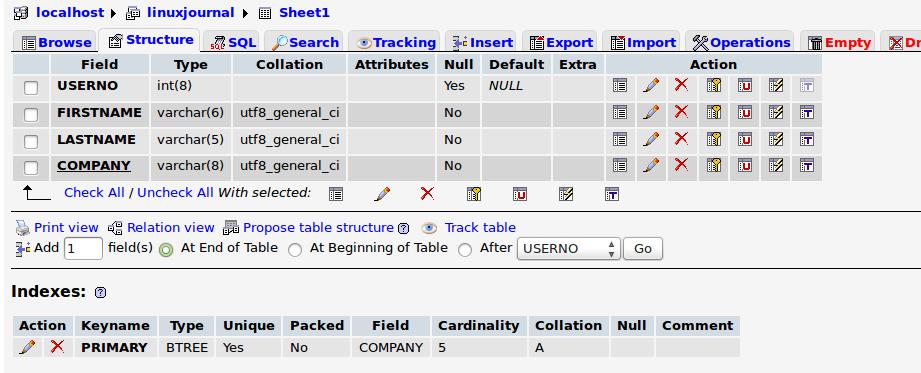 localhost linuxjournal Sheet1
Browse Structure SQL Search Tracking Insert Export Import Operations Empty
Field Type Collation Attributes Null Default Extra Action
USERNO int(8) Yes NULL
FIRSTNAME varchar(6) utf8_general_ci No
LASTNAME varchar(5) utf8_general_ci No
COMPANY varchar(8) utf8_general_ci No
Check All / Uncheck All With selected:
Print view Relation view Propose table structure Track table
Add 1 field(s) At End of Table At Beginning of Table After USERNO Go
Indexes:
Action Keyname Type Unique Packed Field Cardinality Collation Null Comment
PRIMARY BTREE Yes No COMPANY 5 A